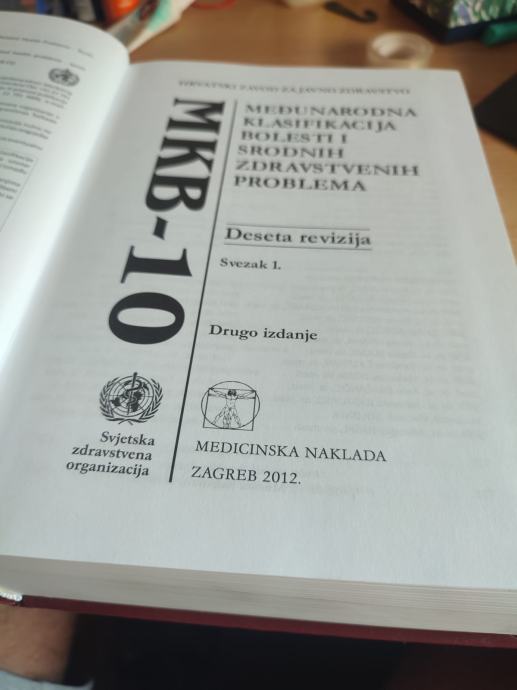 HRVATSKI ZAVOD ZA JAVNO ZDRAVSTVO
MKB-10
MEĐUNARODNA
KLASIFIKACIJA
BOLESTI I
SRODNIH
ZDRAVSTVENIH
PROBLEMA
Deseta revizija
Svezak 1.
Drugo izdanje
Svjetska
zdravstvena
organizacija
MEDICINSKA NAKLADA
ZAGREB 2012.